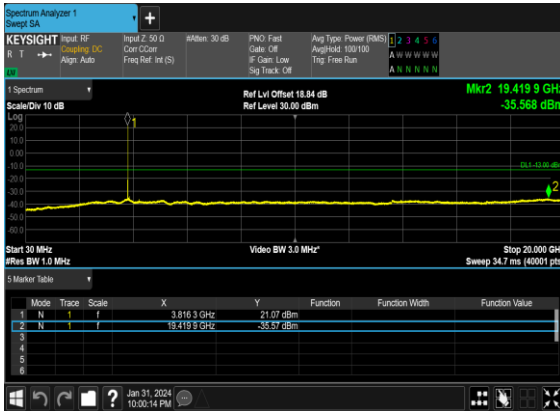 Spectrum Analyzer 1
Swept SA
+
KEYSIGHT Input: RF Input Z: 50 Ω #Atten: 30 dB PNO: Fast Avg Type: Power (RMS) 1 2 3 4 5 6
R T Coupling: DC Corr CCorr Gate: Off Avg|Hold: 100/100 A W W W W W
Align: Auto Freq Ref: Int (S) IF Gain: Low Trig: Free Run
Sig Track: Off A N N N N N
1 Spectrum Ref Lvl Offset 18.84 dB Mkr2 19.419 9 GHz
Scale/Div 10 dB Ref Level 30.00 dBm -35.568 dBm
Log
20.0 1
10.0
0.00
-10.0 DL1 -13.00 dBm
-20.0
-30.0 2
-40.0
-50.0
-60.0
Start 30 MHz Video BW 3.0 MHz* Stop 20.000 GHz
#Res BW 1.0 MHz Sweep 34.7 ms (40001 pts)
5 Marker Table
Mode Trace Scale X Y Function Function Width Function Value
1 N 1 f 3.816 3 GHz 21.07 dBm
2 N 1 f 19.419 9 GHz -35.57 dBm
3
4
5
6
? Jan 31, 2024
10:00:14 PM